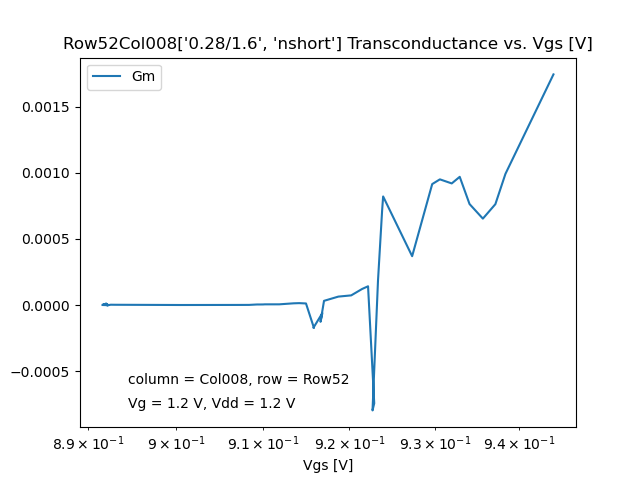 Row52Col008['0.28/1.6', 'nshort'] Transconductance vs. Vgs [V]
Gm
0.0015
0.0010
0.0005
0.0000
−0.0005
column = Col008, row = Row52
Vg = 1.2 V, Vdd = 1.2 V
8.9 × 10⁻¹ 9 × 10⁻¹ 9.1 × 10⁻¹ 9.2 × 10⁻¹ 9.3 × 10⁻¹ 9.4 × 10⁻¹
Vgs [V]